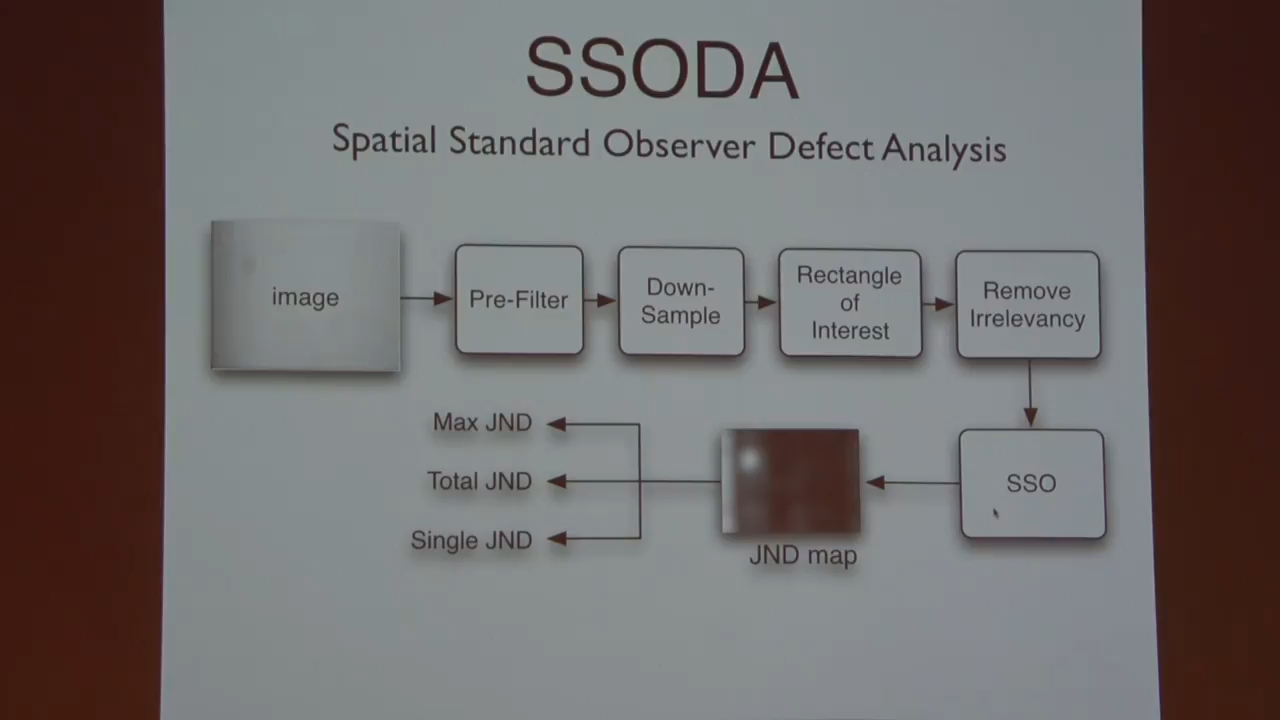 SSODA
Spatial Standard Observer Defect Analysis
image
Pre-Filter
Down-
Sample
Rectangle
of
Interest
Remove
Irrelevancy
Max JND
Total JND
Single JND
JND map
SSO